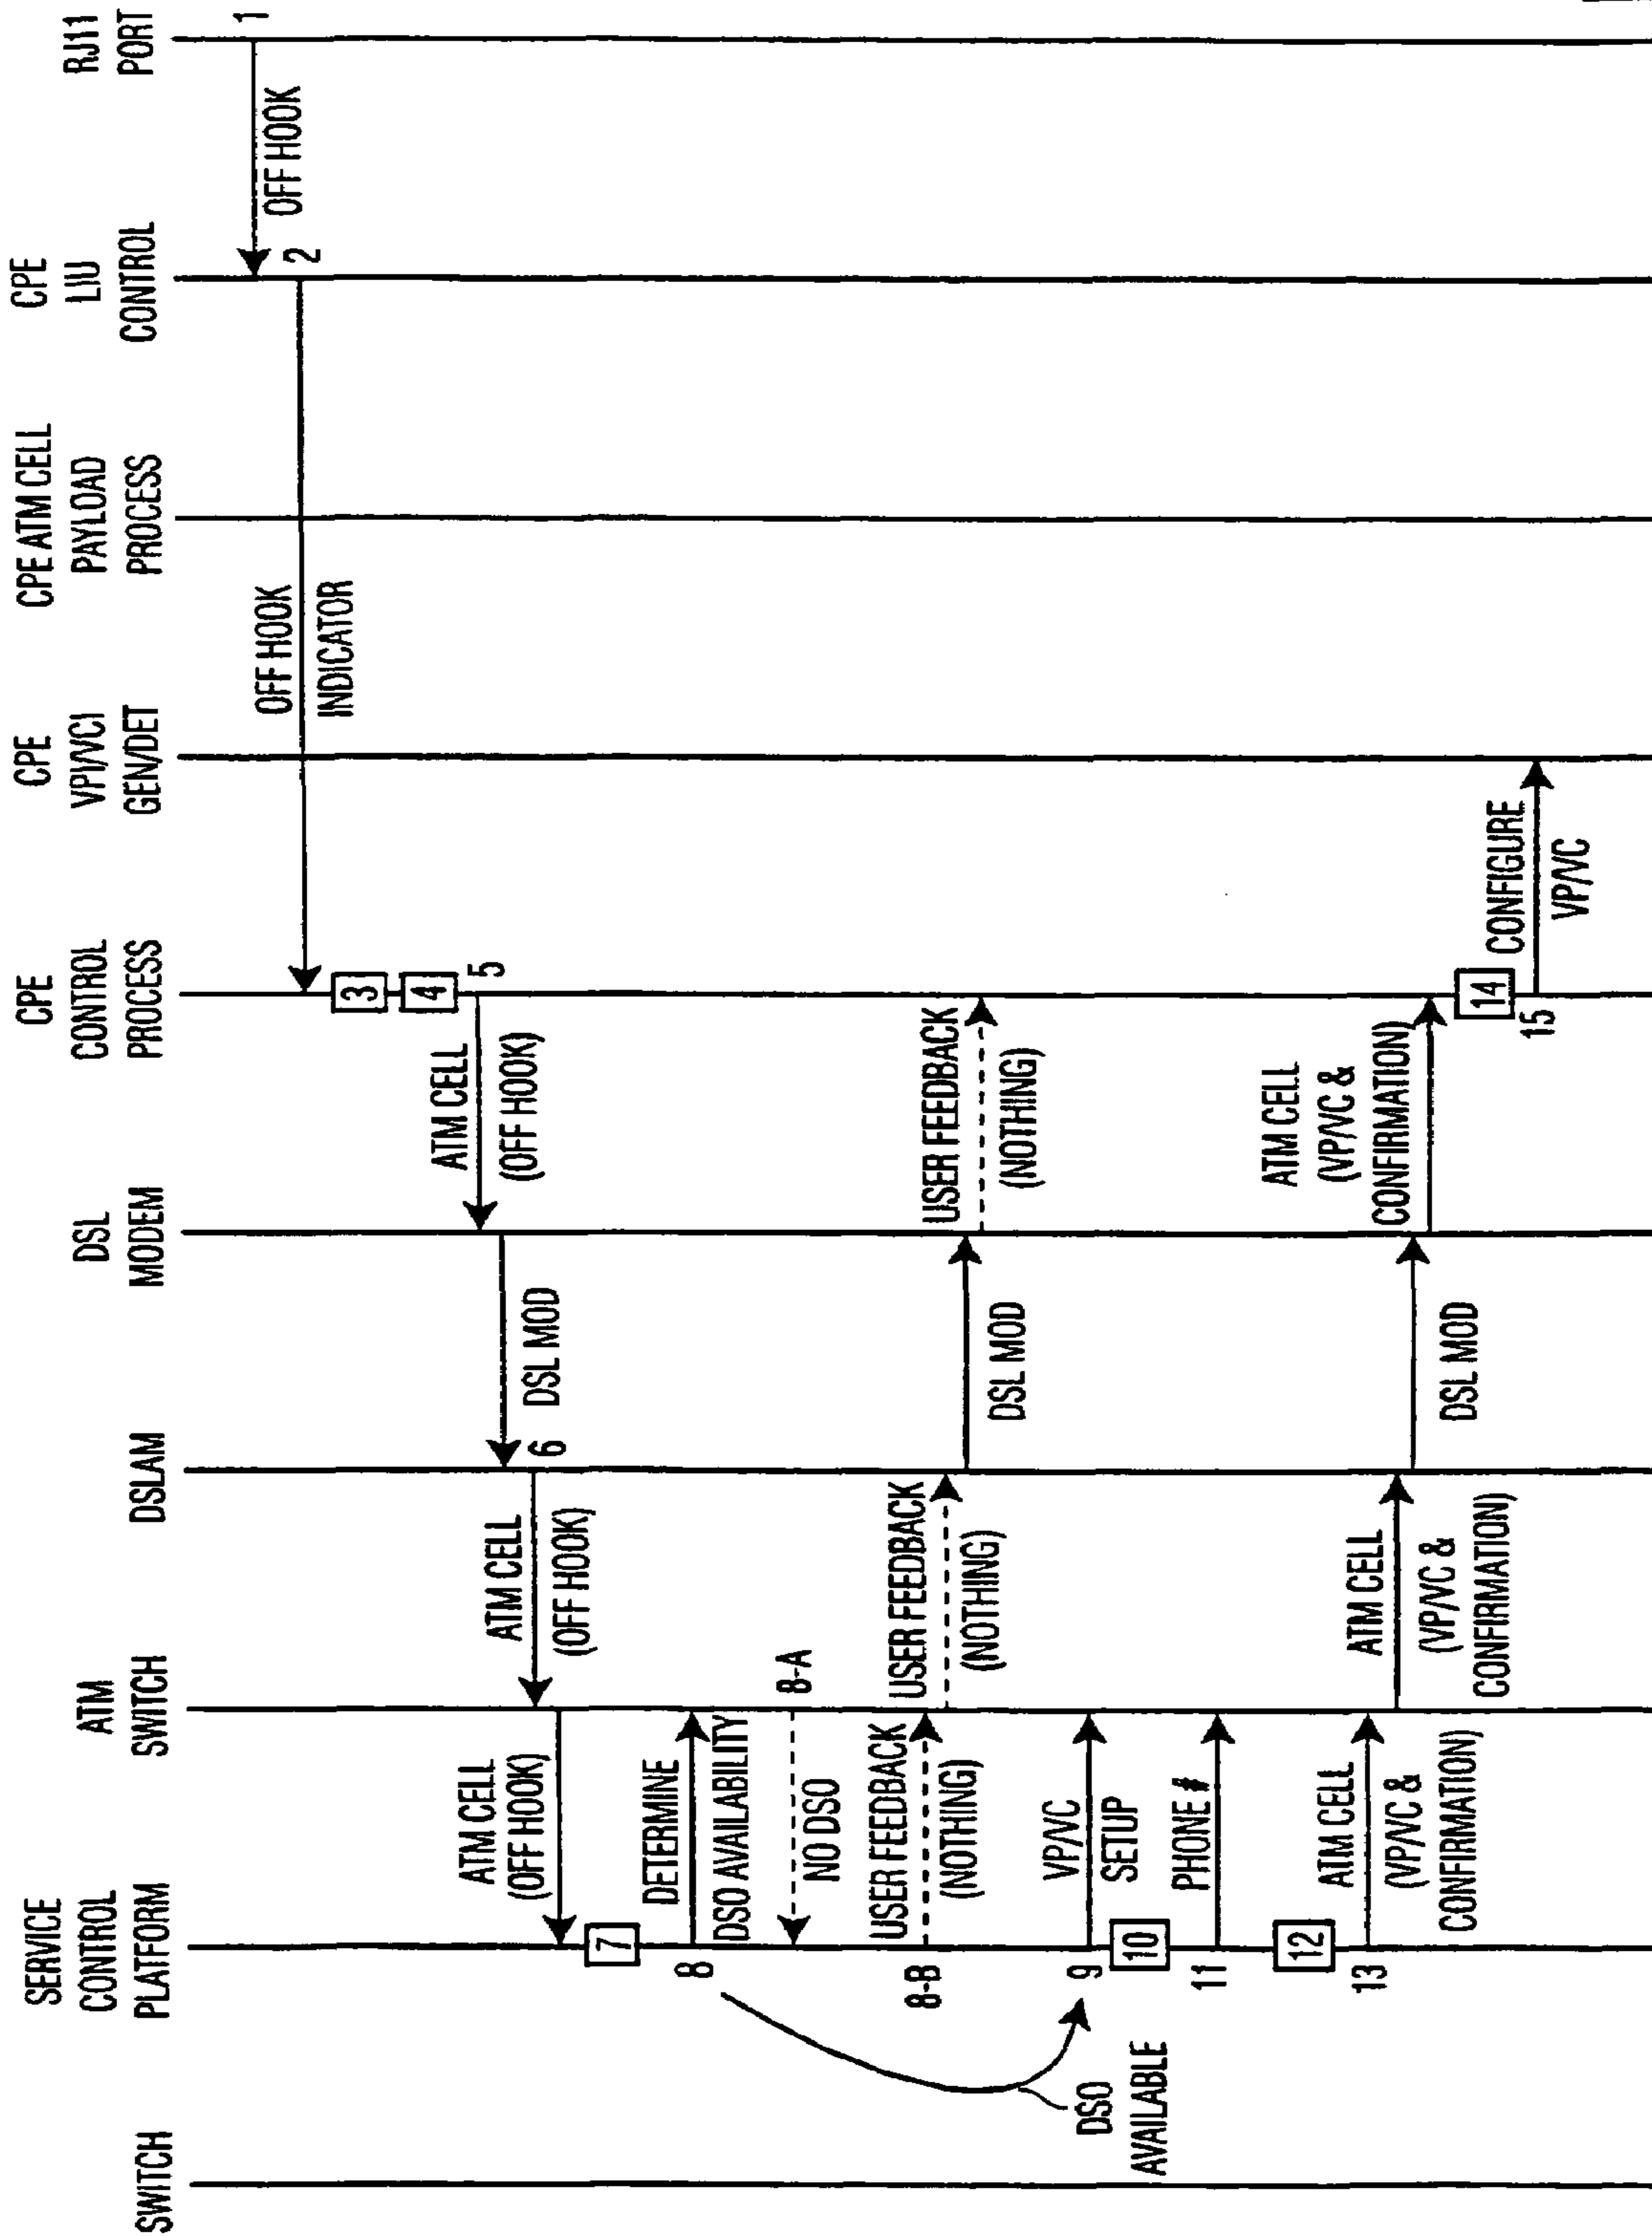 SWITCH
SERVICE
CONTROL
PLATFORM
ATM
SWITCH
DSLAM
DSL
MODEM
CPE
CONTROL
PROCESS
CPE
VPI/VCI
GEN/DET
CPE ATM CELL
PAYLOAD
PROCESS
CPE
LIU
CONTROL
RJ11
PORT
1
OFF HOOK
2
OFF HOOK
INDICATOR
3
4
5
ATM CELL
(OFF HOOK)
DSL MOD
6
ATM CELL
(OFF HOOK)
ATM CELL
(OFF HOOK)
7
8
DETERMINE
DSO AVAILABILITY
8-A
NO DSO
8-B
USER FEEDBACK
(NOTHING)
USER FEEDBACK
(NOTHING)
DSL MOD
USER FEEDBACK
(NOTHING)
DSO
AVAILABLE
9
VP/VC
SETUP
10
11
PHONE #
12
13
ATM CELL
(VP/VC &
CONFIRMATION)
ATM CELL
(VP/VC &
CONFIRMATION)
DSL MOD
ATM CELL
(VP/VC &
CONFIRMATION)
14
15
CONFIGURE
VP/VC